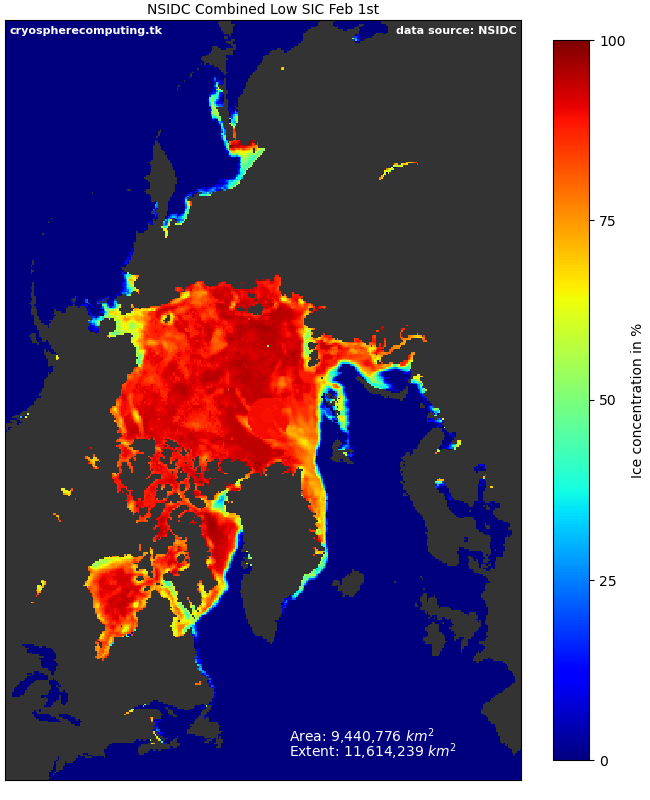 NSIDC Combined Low SIC Feb 1st
cryospherecomputing.tk
data source: NSIDC
100
75
50
25
0
Ice concentration in %
Area: 9,440,776 km²
Extent: 11,614,239 km²